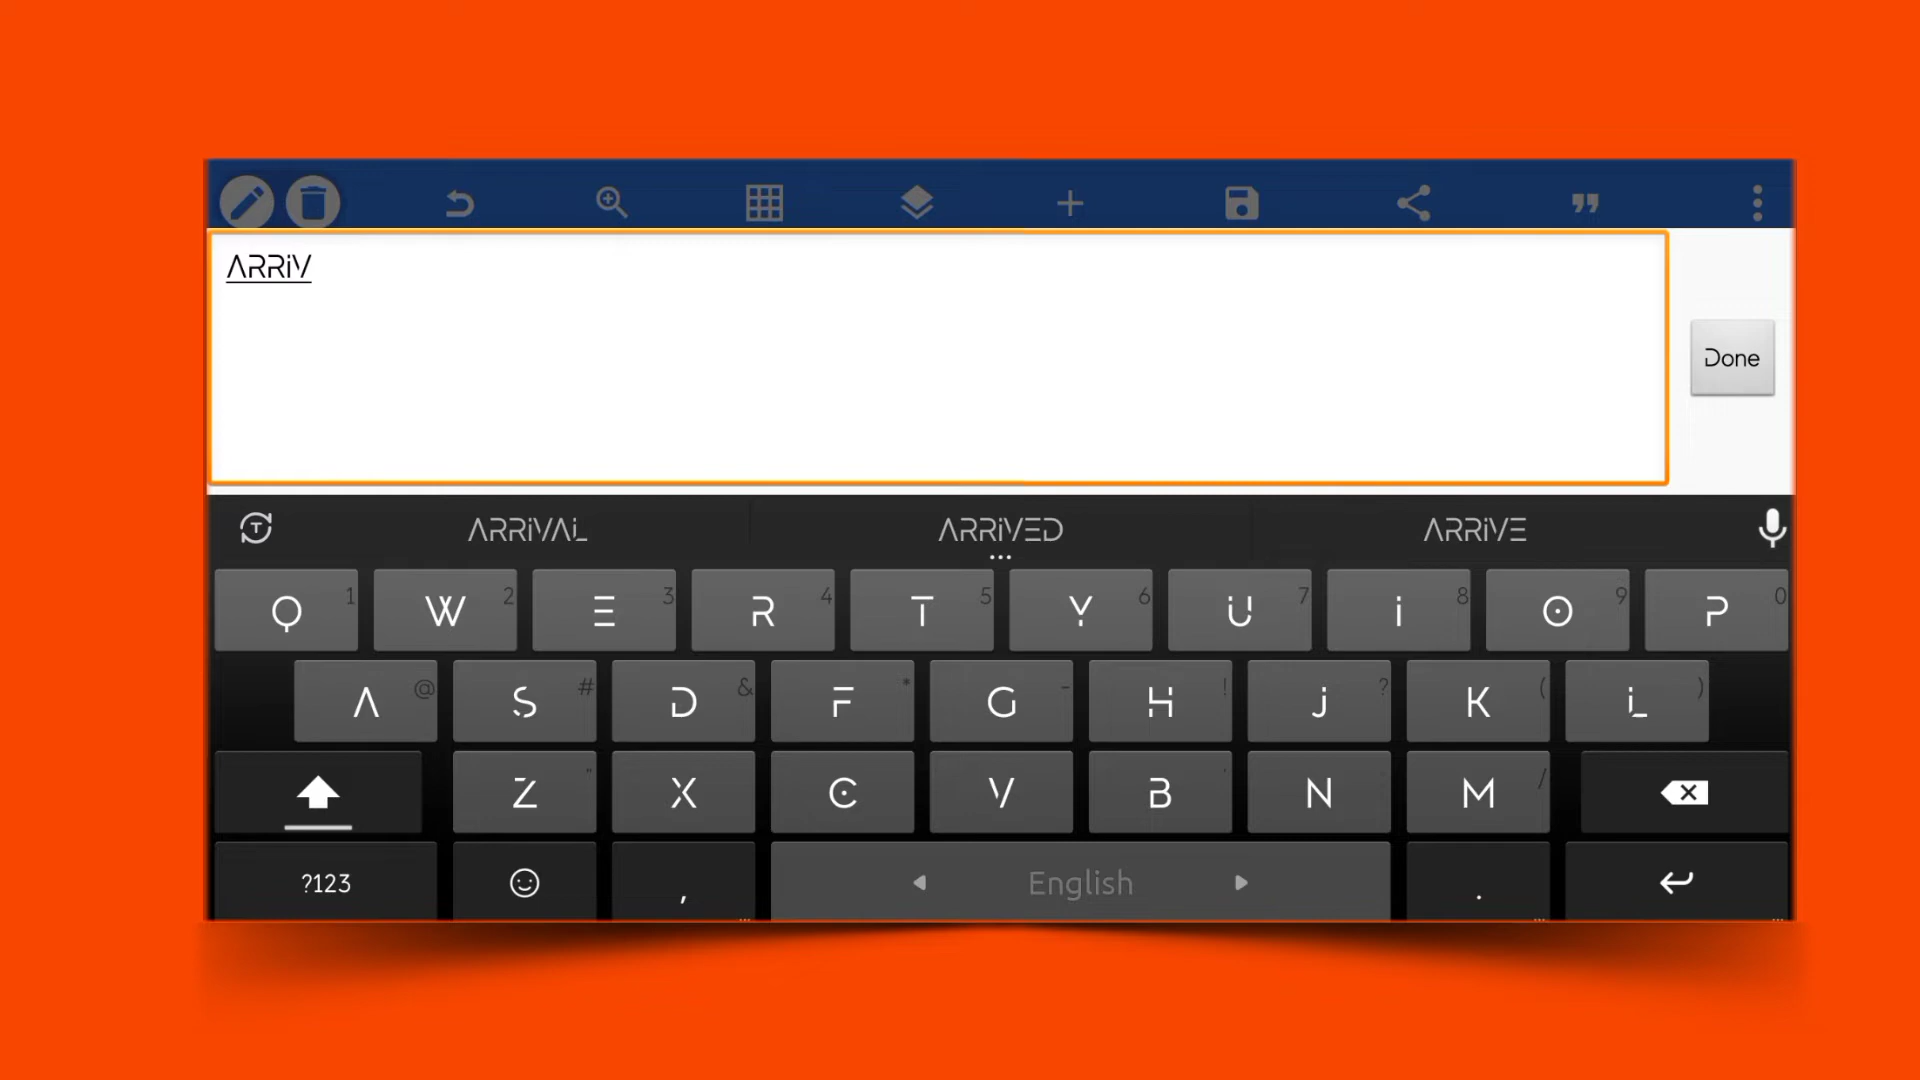 ARRiV
Done
ARRiVAL
ARRiVED
ARRiVE
Q 1 W 2 E 3 R 4 T 5 Y 6 U 7 i 8 O 9 P 0
A @ S # D & F * G - H ! j ? K ( L )
Z " X C V B ' N M /
?123 , English .